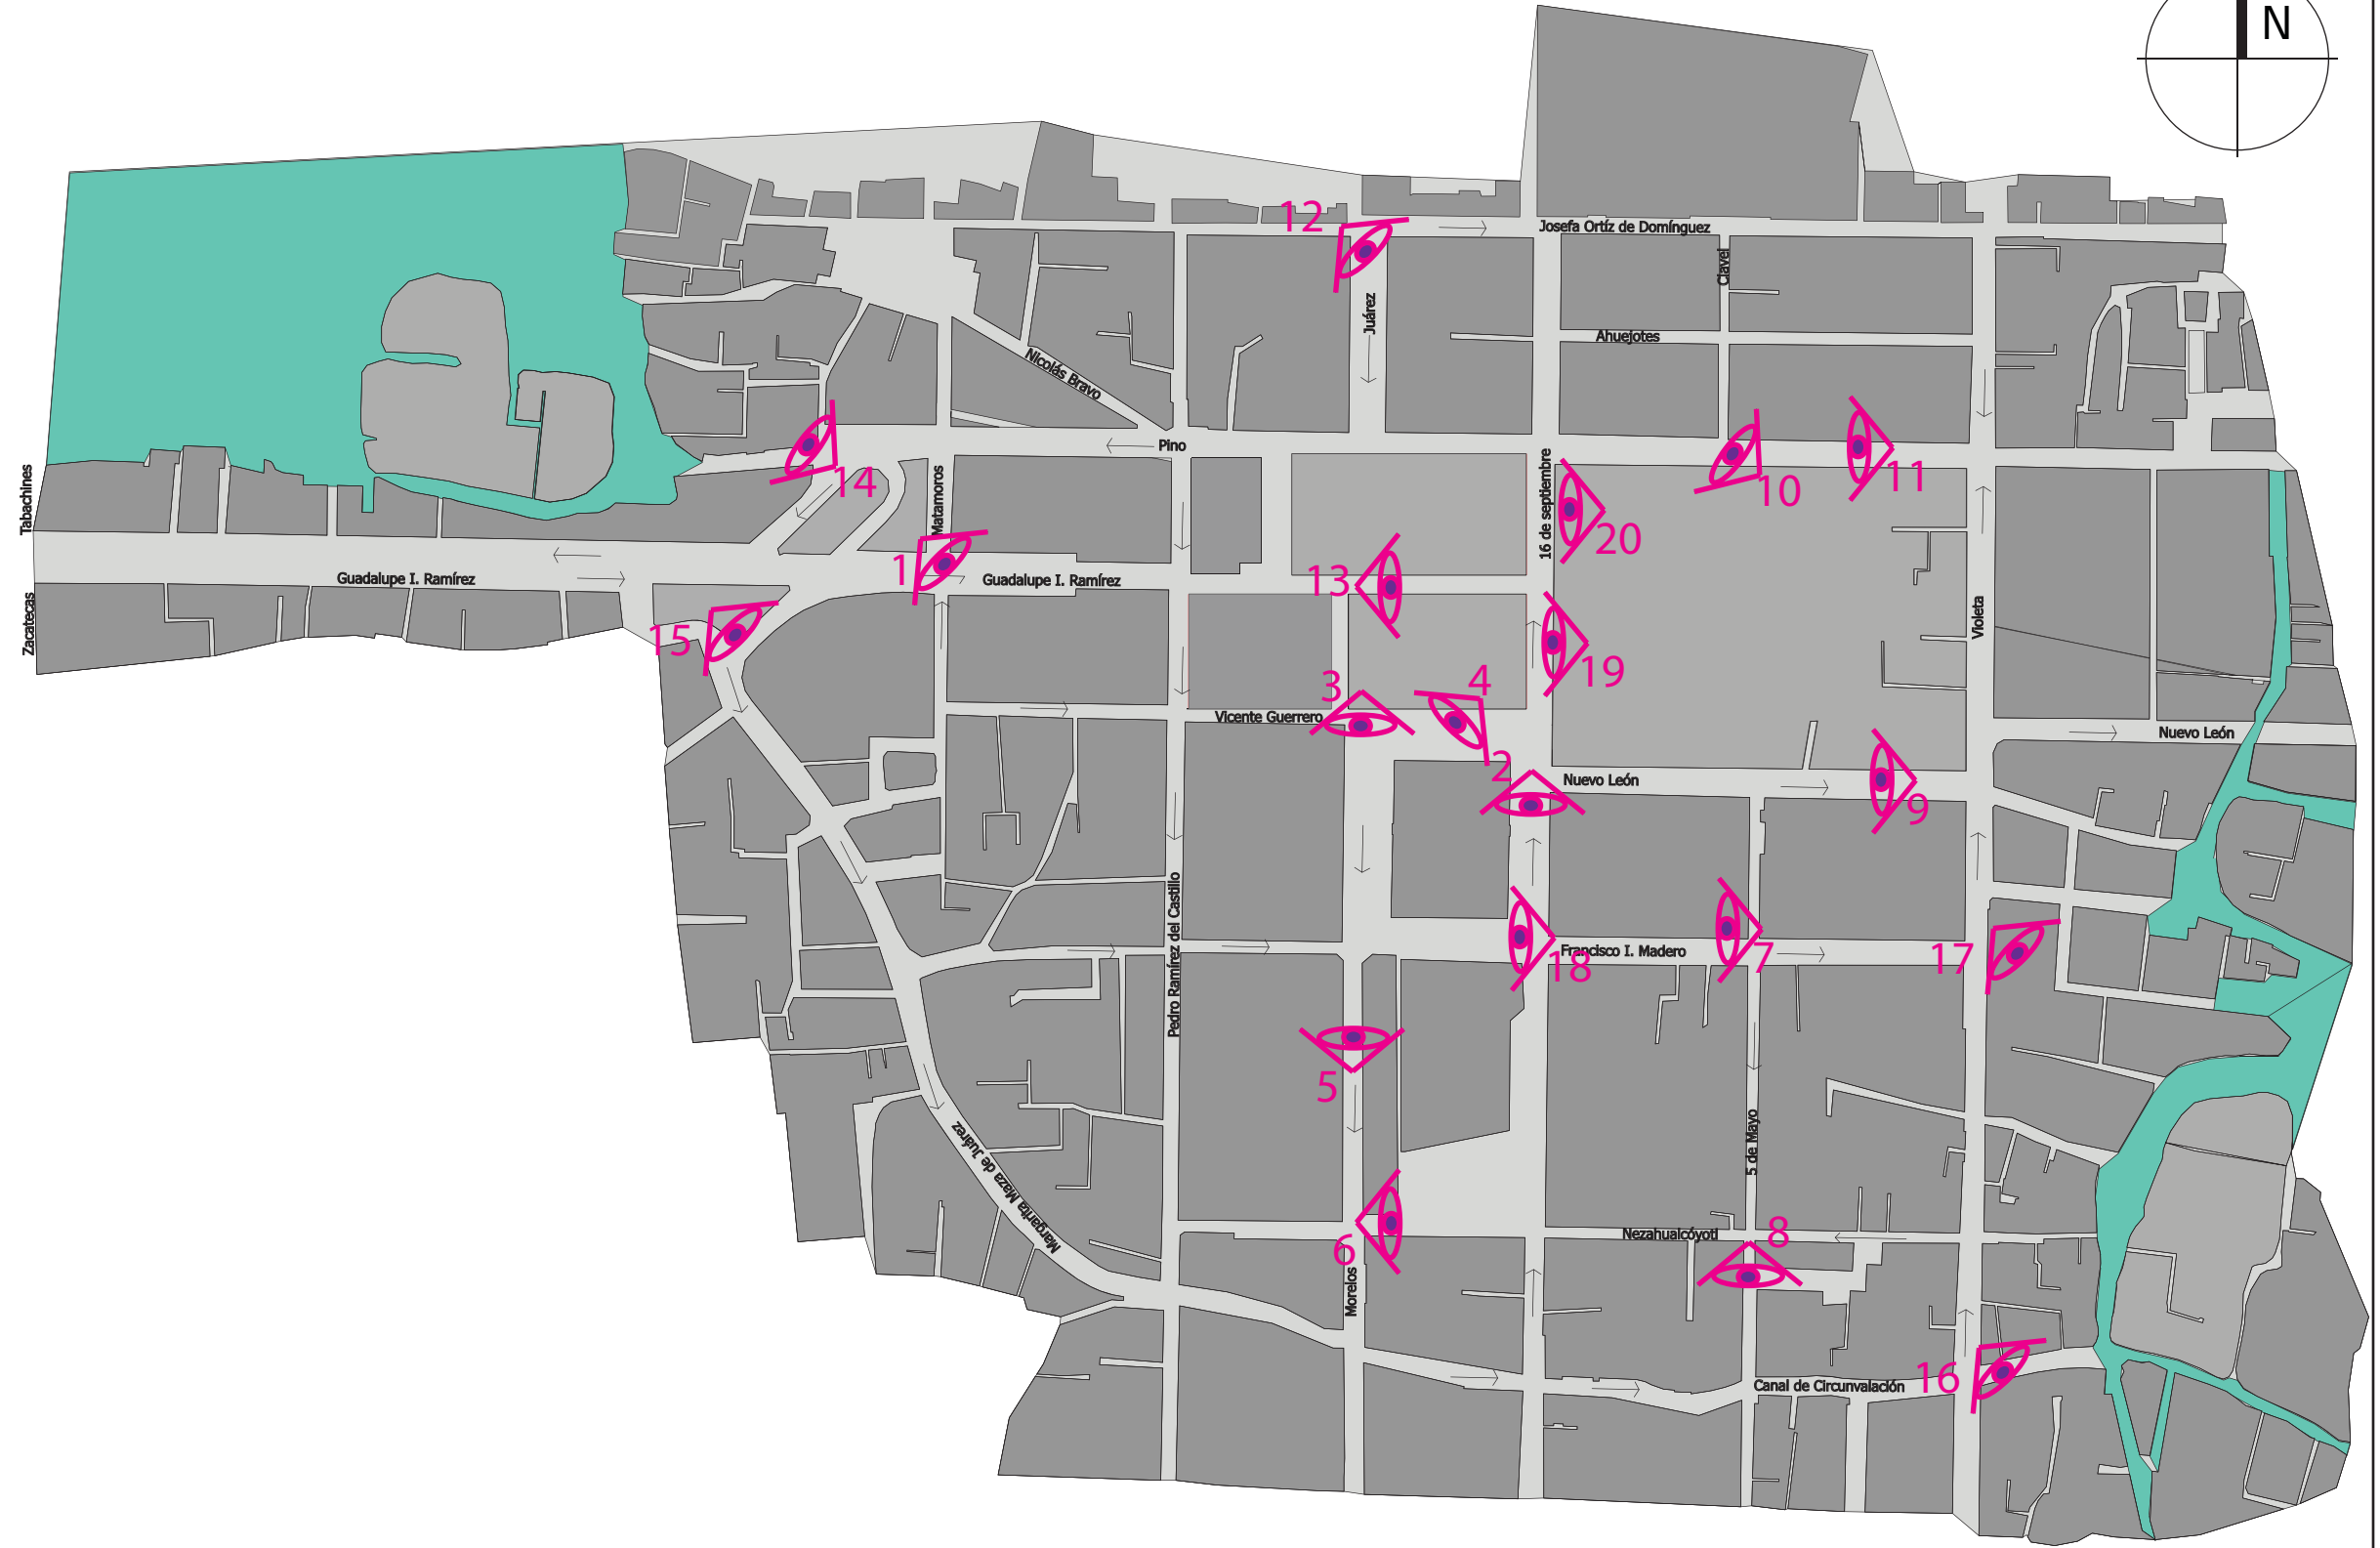 N
12
Josefa Ortíz de Domínguez
Clavel
Juárez
Ahuejotes
Nicolás Bravo
Pino
Tabachines
Matamoros
14
16 de septiembre
10
11
20
1
Guadalupe I. Ramírez
Guadalupe I. Ramírez
13
Zacatecas
15
Violeta
19
3
4
Vicente Guerrero
Nuevo León
2
Nuevo León
9
Pedro Ramírez del Castillo
18
Francisco I. Madero
7
17
5
5 de Mayo
Margarita Maza de Juárez
6
Nezahualcóyotl
8
Morelos
16
Canal de Circunvalación